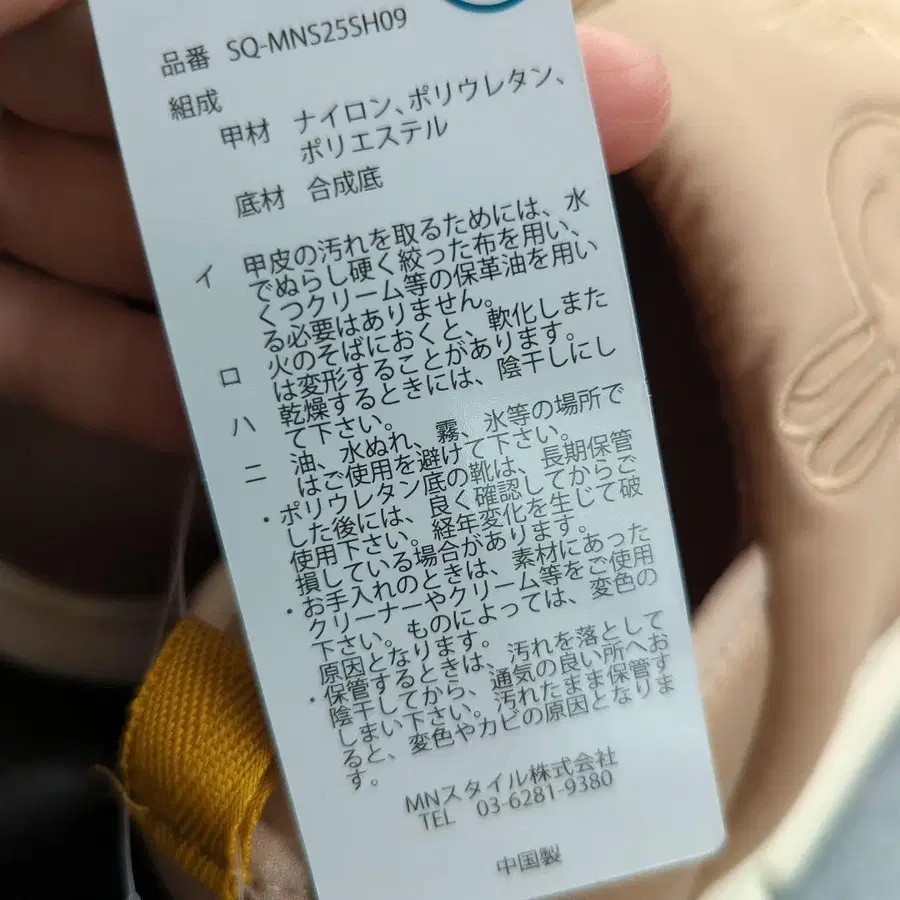 品番 SQ-MNS25SH09
組成
甲材 ナイロン、ポリウレタン、
ポリエステル
底材 合成底
イ 甲皮の汚れを取るためには、水
でぬらし硬く絞った布を用い、
くつクリーム等の保革油を用い
る必要はありません。
ロ 火のそばにおくと、軟化しまた
は変形することがあります。
ハ 乾燥するときには、陰干しにし
て下さい。
ニ 油、水ぬれ、霧、氷等の場所で
はご使用を避けて下さい。
・ポリウレタン底の靴は、長期保管
した後には、良く確認してからご
使用下さい。経年変化を生じて破
損している場合があります。
・お手入れのときは、素材にあった
クリーナーやクリーム等をご使用
下さい。ものによっては、変色の
原因となります。
・保管するときは、汚れを落として
陰干してから、通気の良い所へお
しまい下さい。汚れたまま保管す
ると、変色やカビの原因となりま
す。
MNスタイル株式会社
TEL 03-6281-9380
中国製